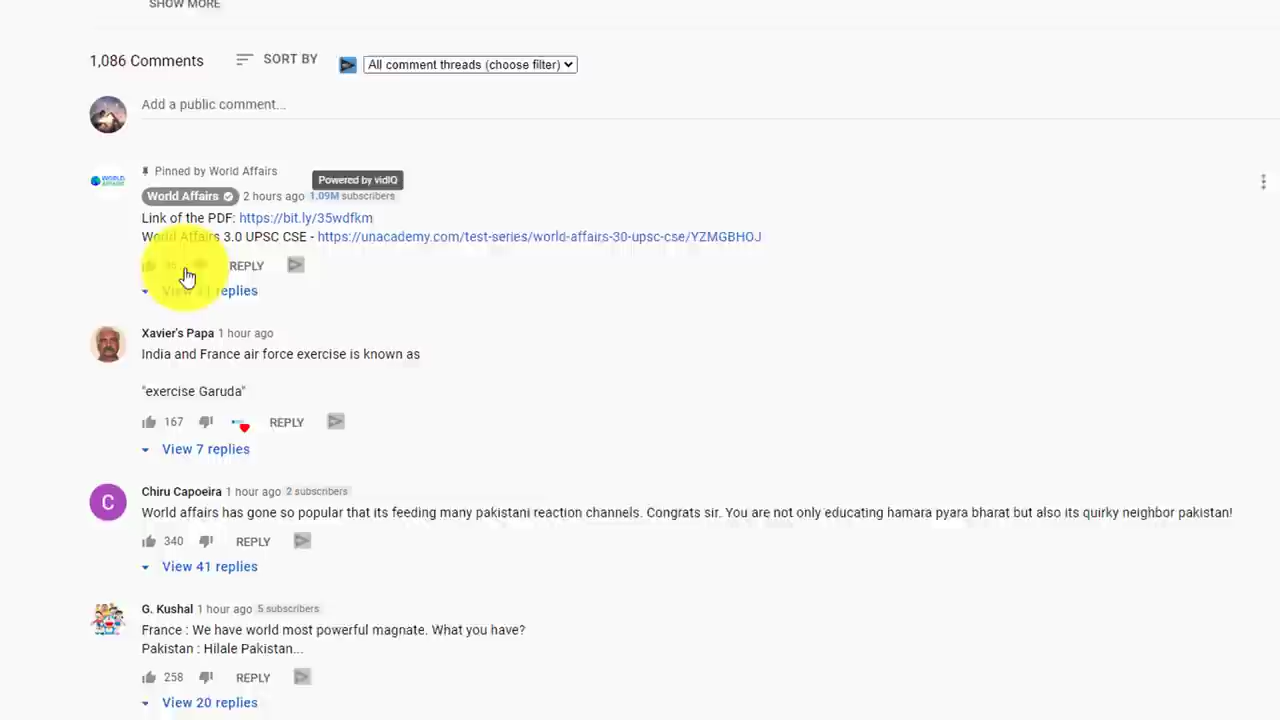 SHOW MORE
1,086 Comments SORT BY All comment threads (choose filter)
Add a public comment...
Pinned by World Affairs
Powered by vidIQ
World Affairs 2 hours ago 1.09M subscribers
Link of the PDF: https://bit.ly/35wdfkm
World Affairs 3.0 UPSC CSE - https://unacademy.com/test-series/world-affairs-30-upsc-cse/YZMGBHOJ
REPLY
View replies
Xavier's Papa 1 hour ago
India and France air force exercise is known as
"exercise Garuda"
167 REPLY
View 7 replies
C
Chiru Capoeira 1 hour ago 2 subscribers
World affairs has gone so popular that its feeding many pakistani reaction channels. Congrats sir. You are not only educating hamara pyara bharat but also its quirky neighbor pakistan!
340 REPLY
View 41 replies
G. Kushal 1 hour ago 5 subscribers
France : We have world most powerful magnate. What you have?
Pakistan : Hilale Pakistan...
258 REPLY
View 20 replies